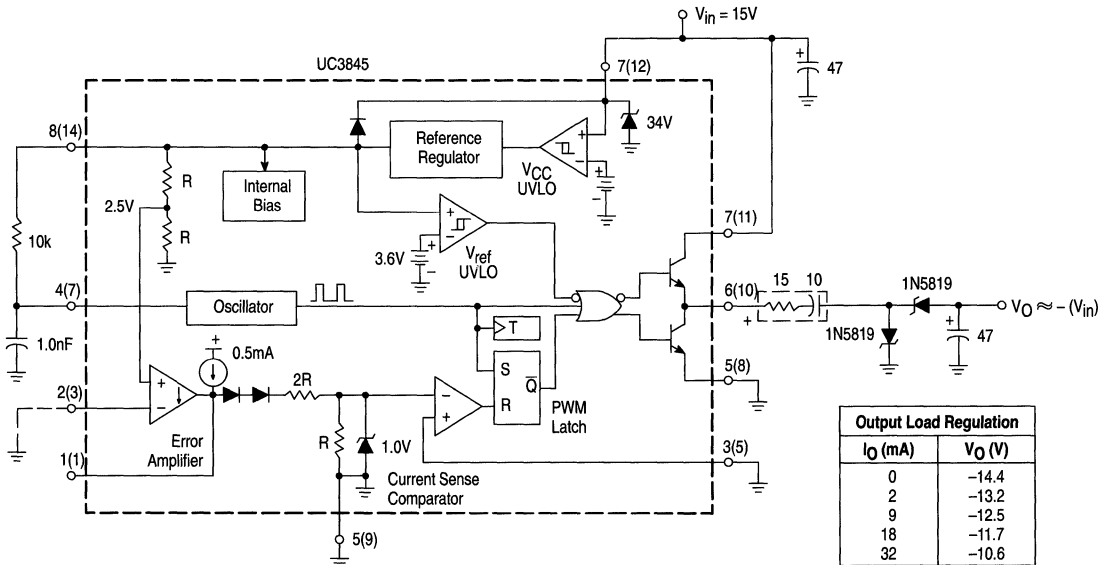 Vin = 15V
UC3845
7(12)
+
47
8(14)
34V
Reference
Regulator
+
−
VCC
UVLO
+
−
R
Internal
Bias
2.5V
R
+
−
Vref
UVLO
3.6V
+
−
7(11)
10k
4(7)
Oscillator
T
15
10
6(10)
+
1N5819
VO ≈ − (Vin)
1N5819
+
47
1.0nF
+
0.5mA
2R
S
Q
R
PWM
Latch
5(8)
2(3)
+
−
Error
Amplifier
−
+
R
1.0V
Current Sense
Comparator
1(1)
3(5)
5(9)
Output Load Regulation
IO (mA) VO (V)
0 −14.4
2 −13.2
9 −12.5
18 −11.7
32 −10.6